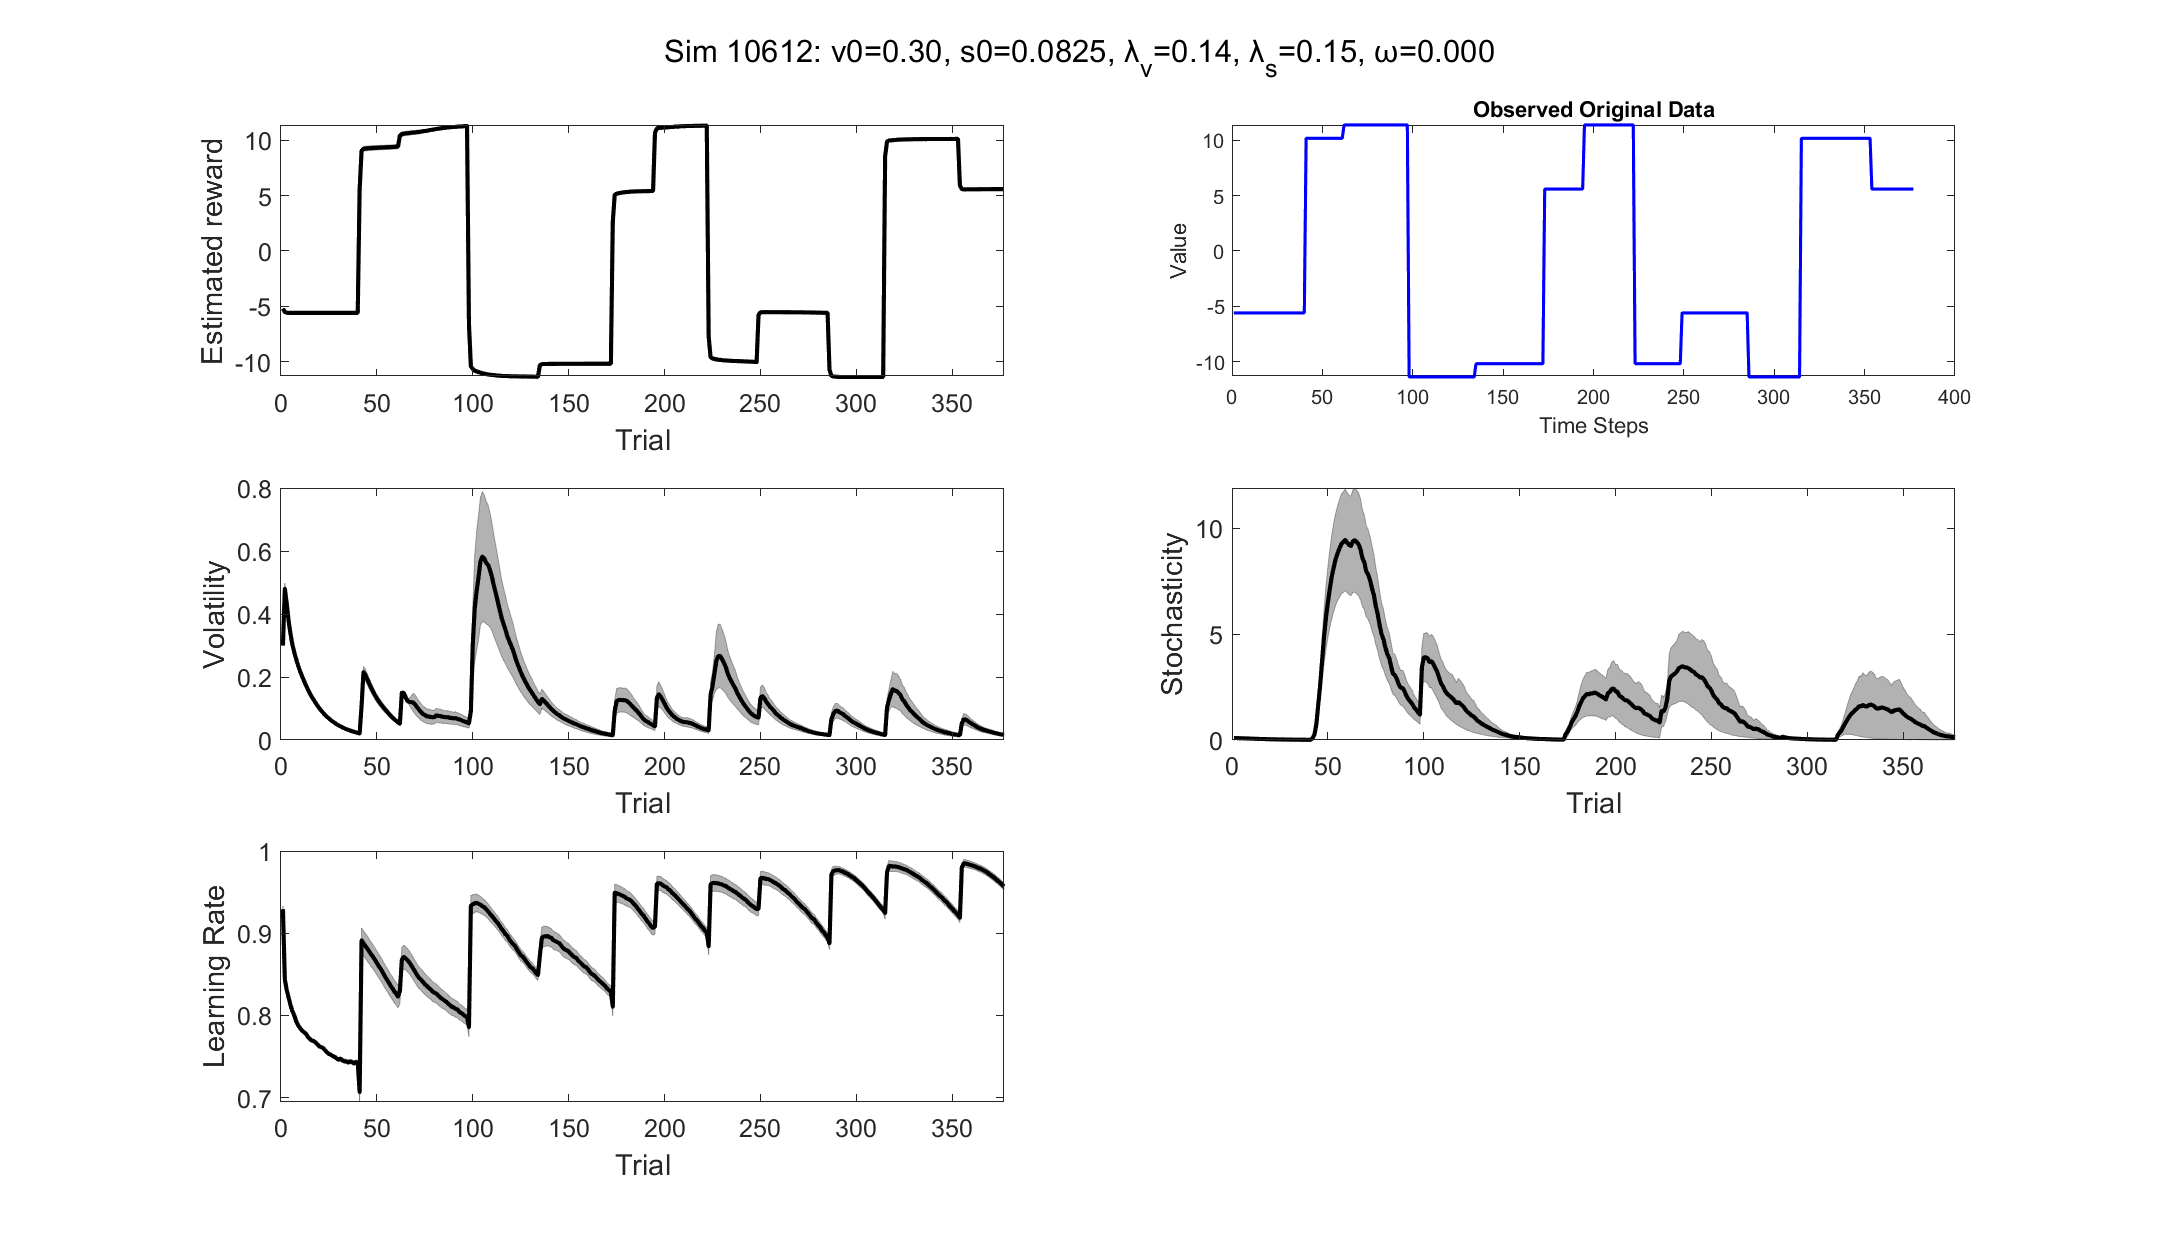 Sim 10612: v0=0.30, s0=0.0825, λ_v=0.14, λ_s=0.15, ω=0.000
Estimated reward
10
5
0
-5
-10
0 50 100 150 200 250 300 350
Trial
Observed Original Data
Value
10
5
0
-5
-10
0 50 100 150 200 250 300 350 400
Time Steps
Volatility
0.8
0.6
0.4
0.2
0
0 50 100 150 200 250 300 350
Trial
Stochasticity
10
5
0
0 50 100 150 200 250 300 350
Trial
Learning Rate
1
0.9
0.8
0.7
0 50 100 150 200 250 300 350
Trial